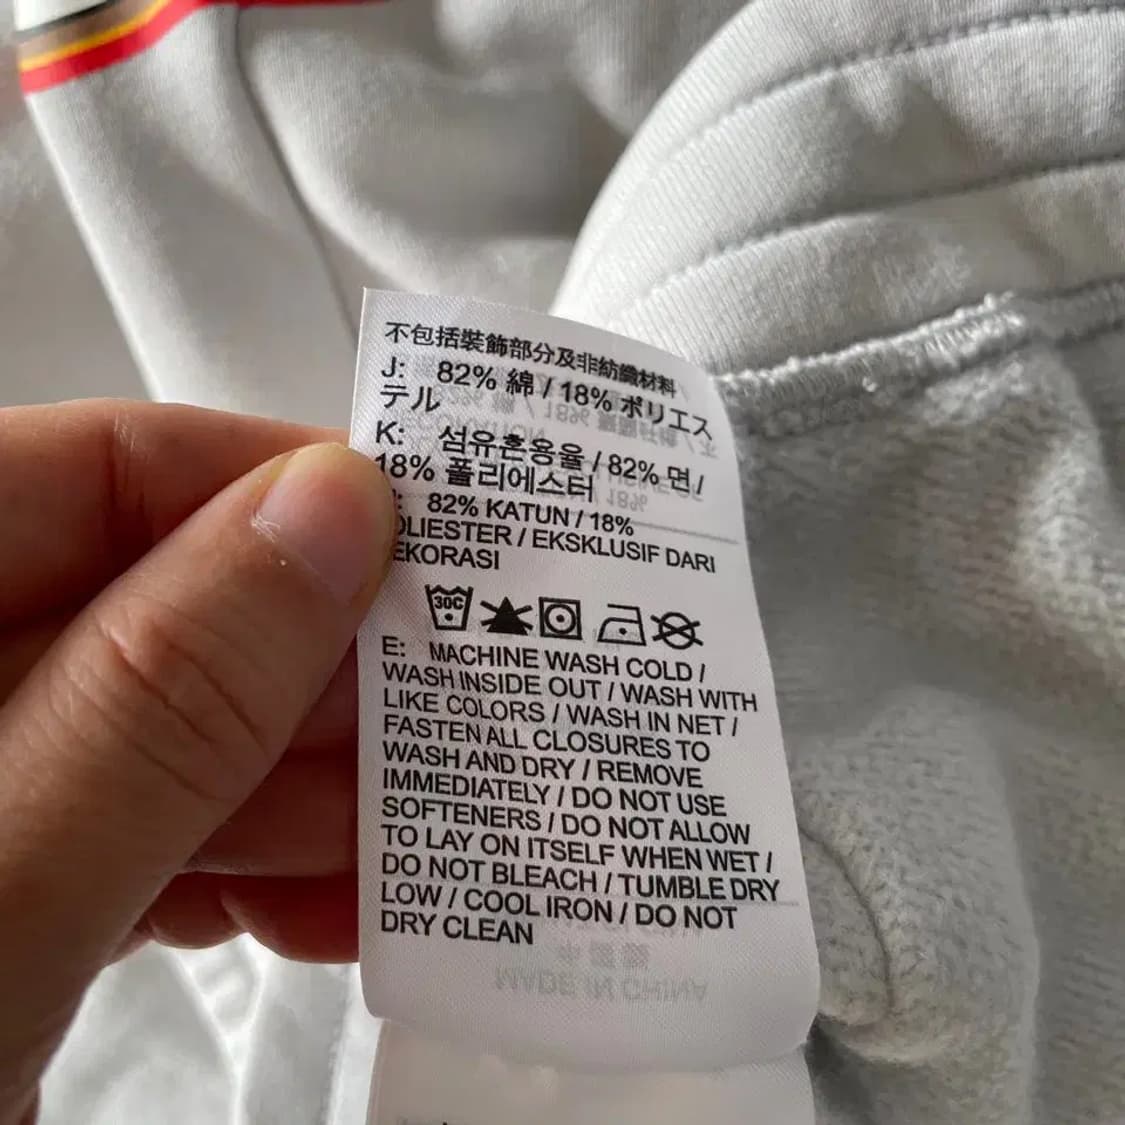 不包括裝飾部分及非紡織材料
J: 82% 綿 / 18% ポリエス
テル
K: 섬유혼용율 / 82% 면 /
18% 폴리에스터
82% KATUN / 18%
OLIESTER / EKSKLUSIF DARI
EKORASI
30C
E: MACHINE WASH COLD /
WASH INSIDE OUT / WASH WITH
LIKE COLORS / WASH IN NET /
FASTEN ALL CLOSURES TO
WASH AND DRY / REMOVE
IMMEDIATELY / DO NOT USE
SOFTENERS / DO NOT ALLOW
TO LAY ON ITSELF WHEN WET /
DO NOT BLEACH / TUMBLE DRY
LOW / COOL IRON / DO NOT
DRY CLEAN
MADE IN CHINA